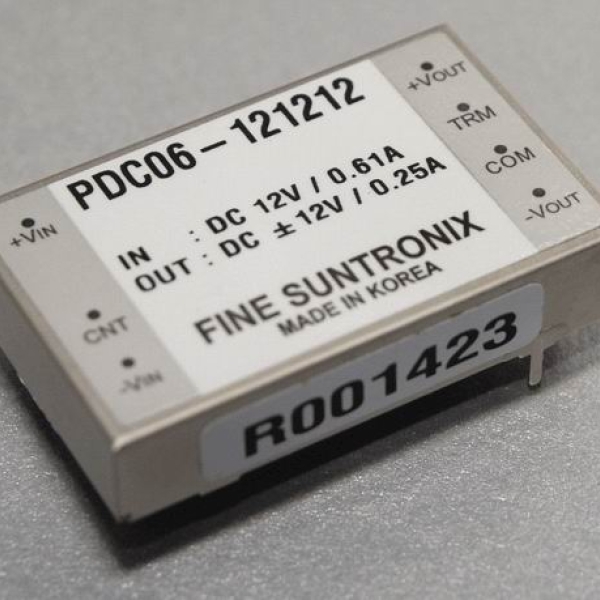 PDC06-121212
IN : DC 12V / 0.61A
OUT : DC ±12V / 0.25A
FINE SUNTRONIX
MADE IN KOREA
+VIN
CNT
-VIN
+VOUT
TRM
COM
-VOUT
R001423